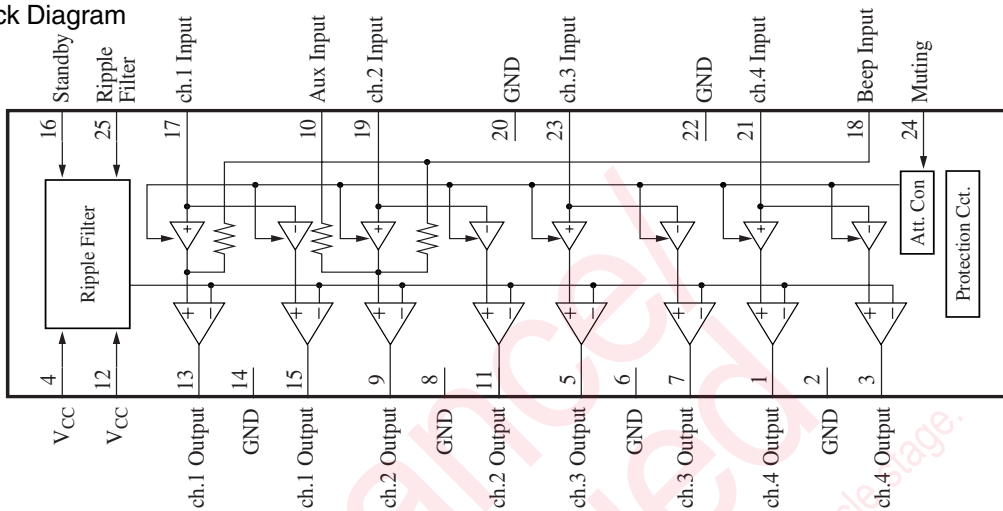 ck Diagram
Standby
Ripple
Filter
ch.1 Input
Aux Input
ch.2 Input
GND
ch.3 Input
GND
ch.4 Input
Beep Input
Muting
16
25
17
10
19
20
23
22
21
18
24
Ripple Filter
Att. Con
Protection Cct.
+
−
+
−
+
−
+
−
+ −
+ −
+ −
+ −
+ −
+ −
+ −
+ −
4
12
13
14
15
9
8
11
5
6
7
1
2
3
VCC
VCC
ch.1 Output
GND
ch.1 Output
ch.2 Output
GND
ch.2 Output
ch.3 Output
GND
ch.3 Output
ch.4 Output
GND
ch.4 Output
ance/
ed
cle stage.